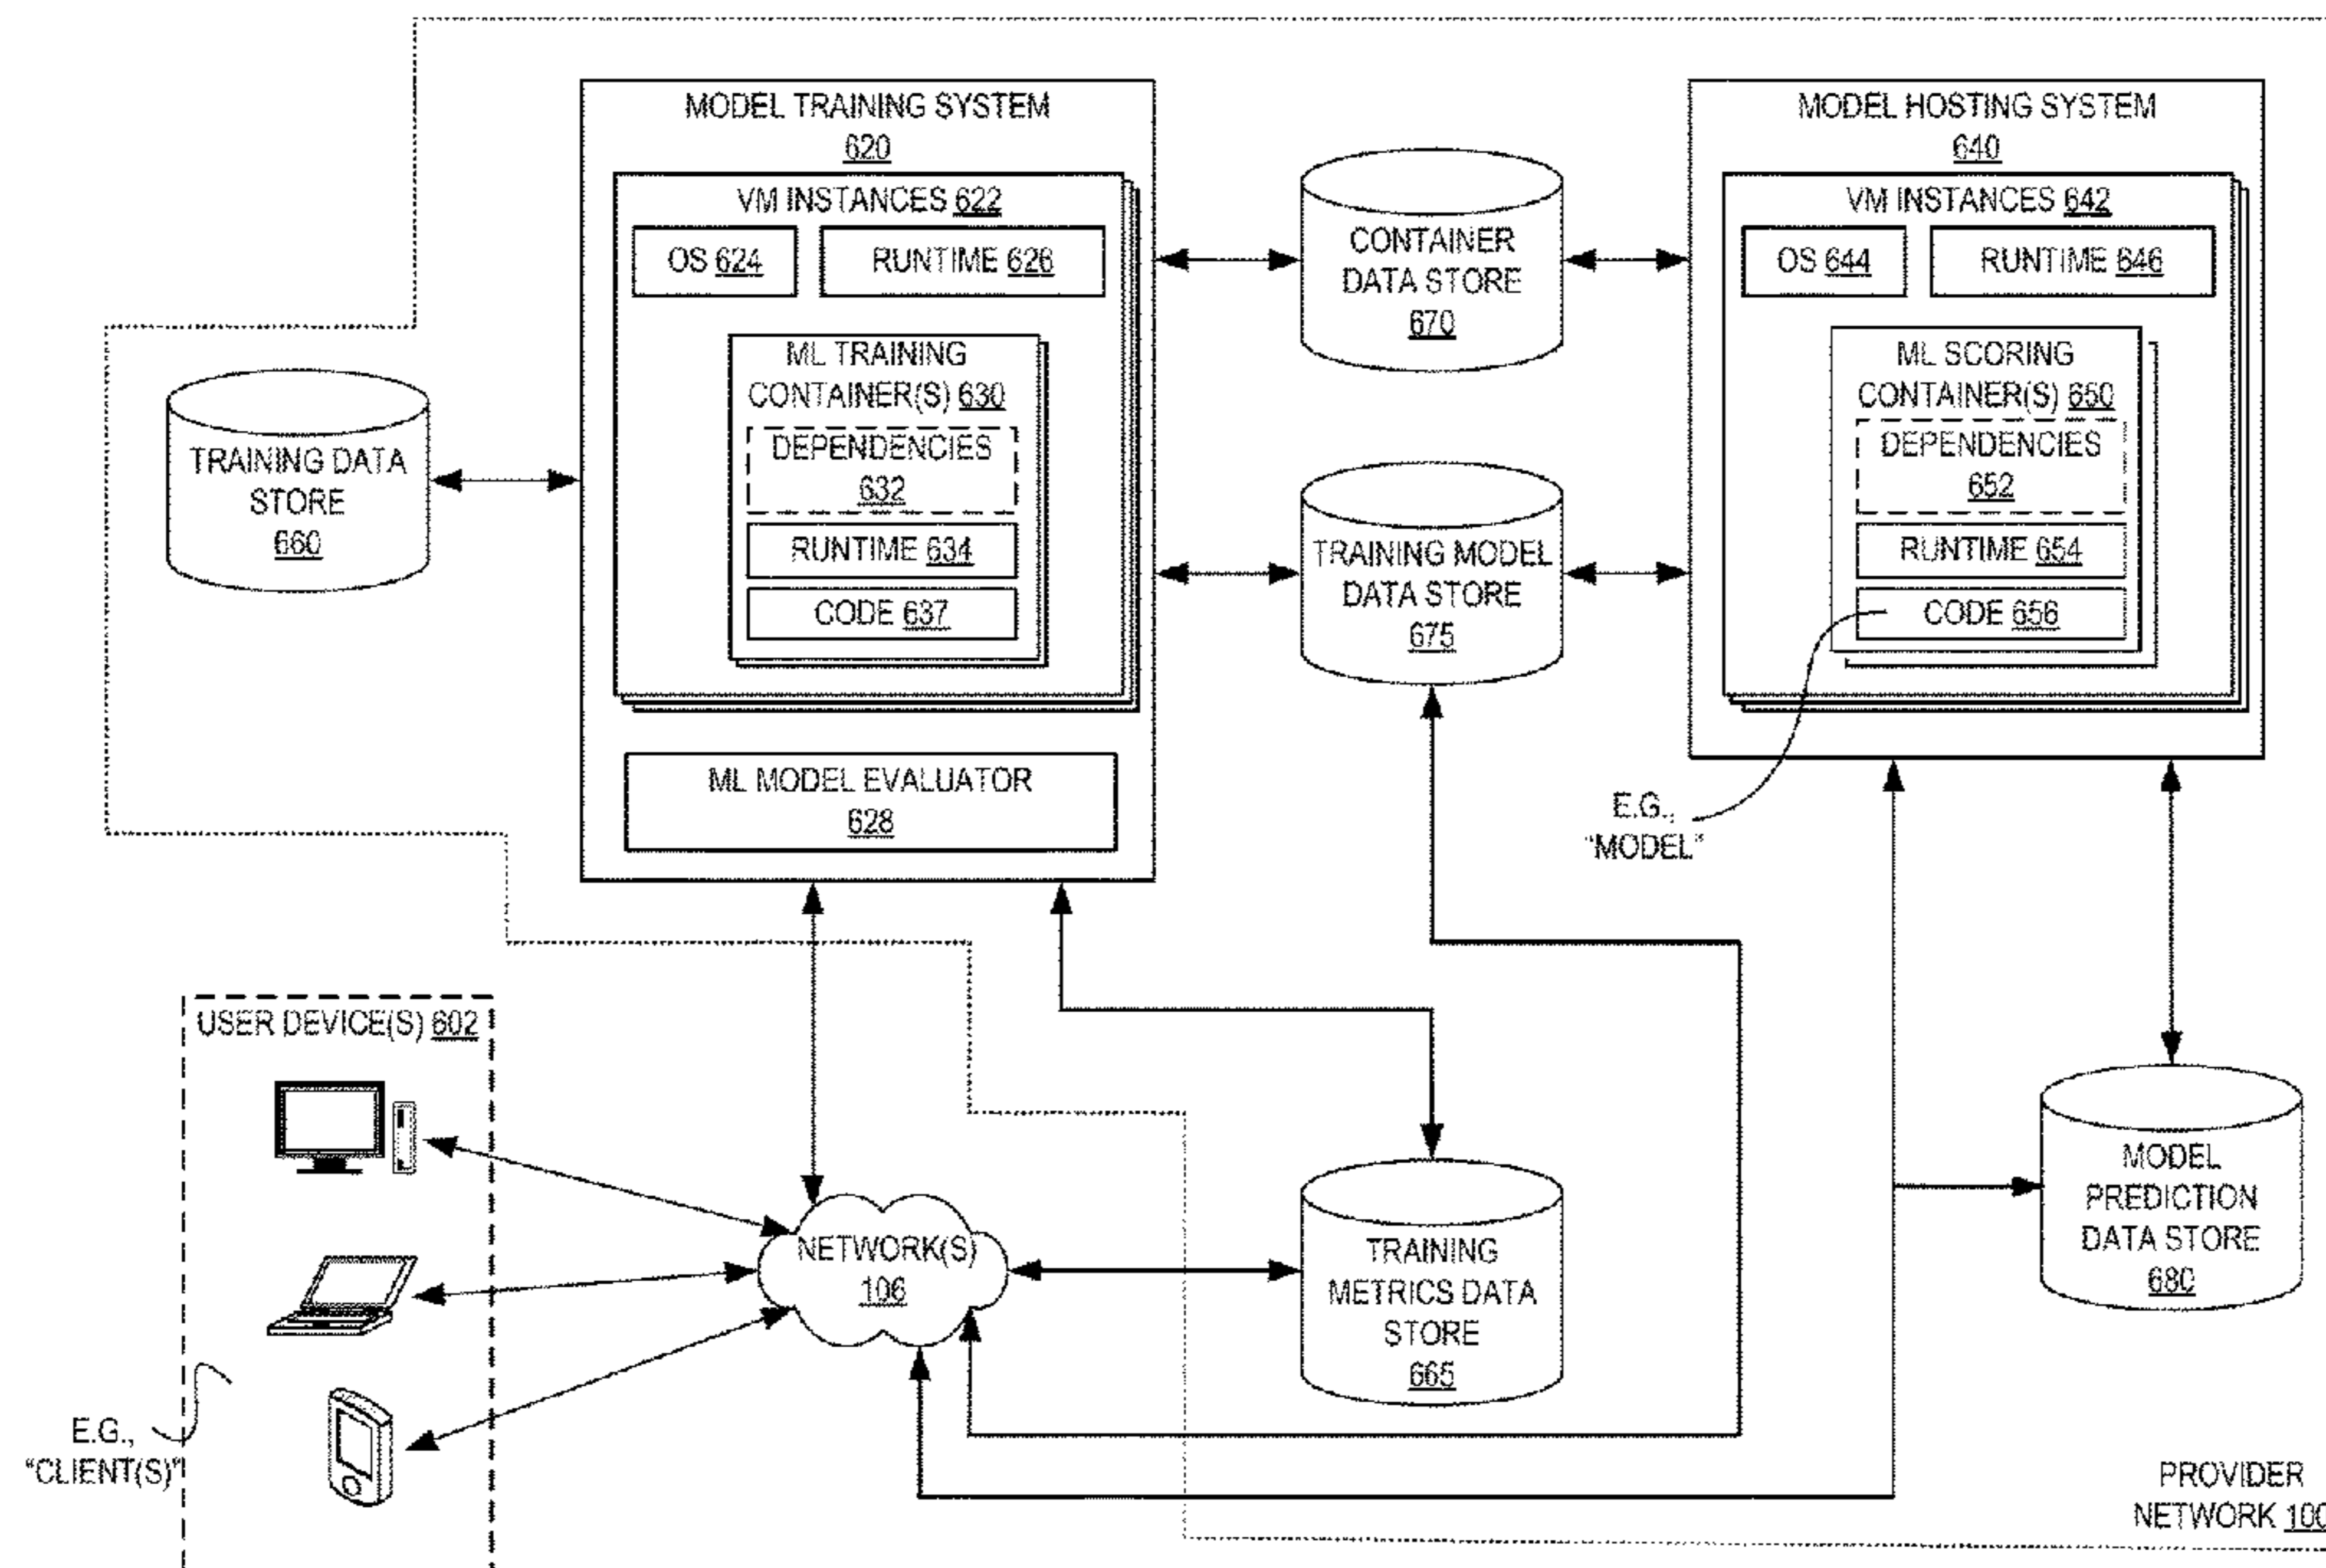 MODEL TRAINING SYSTEM
620
VM INSTANCES 622
OS 624
RUNTIME 626
ML TRAINING
CONTAINER(S) 630
DEPENDENCIES
632
RUNTIME 634
CODE 637
ML MODEL EVALUATOR
628
TRAINING DATA
STORE
660
CONTAINER
DATA STORE
670
TRAINING MODEL
DATA STORE
675
MODEL HOSTING SYSTEM
640
VM INSTANCES 642
OS 644
RUNTIME 646
ML SCORING
CONTAINER(S) 650
DEPENDENCIES
652
RUNTIME 654
CODE 656
E.G.,
"MODEL"
USER DEVICE(S) 602
E.G.,
"CLIENT(S)"
NETWORK(S)
106
TRAINING
METRICS DATA
STORE
665
MODEL
PREDICTION
DATA STORE
680
PROVIDER
NETWORK 100